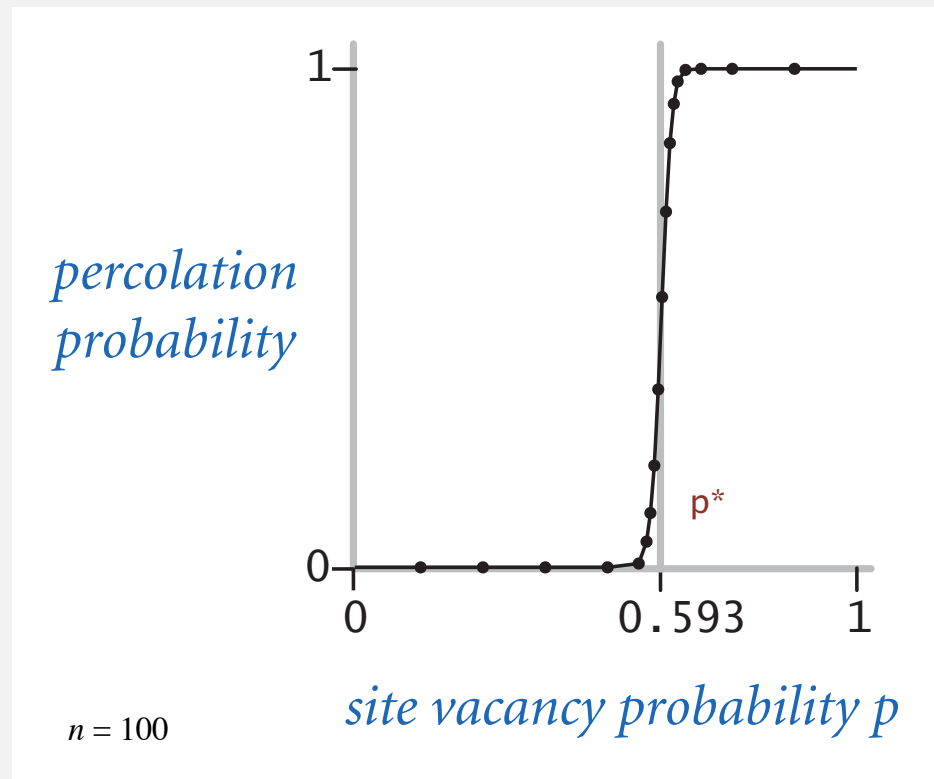 1
percolation
probability
p*
0
0 0.593 1
site vacancy probability p
n = 100